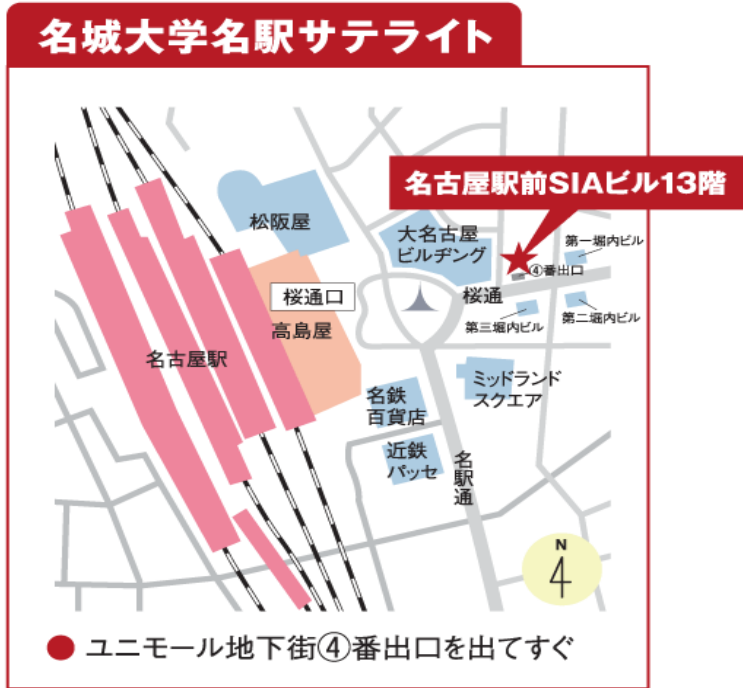 名城大学名駅サテライト
名古屋駅前SIAビル13階
松阪屋
大名古屋
ビルヂング
第一堀内ビル
④番出口
桜通口
桜通
第三堀内ビル
第二堀内ビル
高島屋
名古屋駅
名鉄
百貨店
ミッドランド
スクエア
近鉄
パッセ
名駅通
N
ユニモール地下街④番出口を出てすぐ